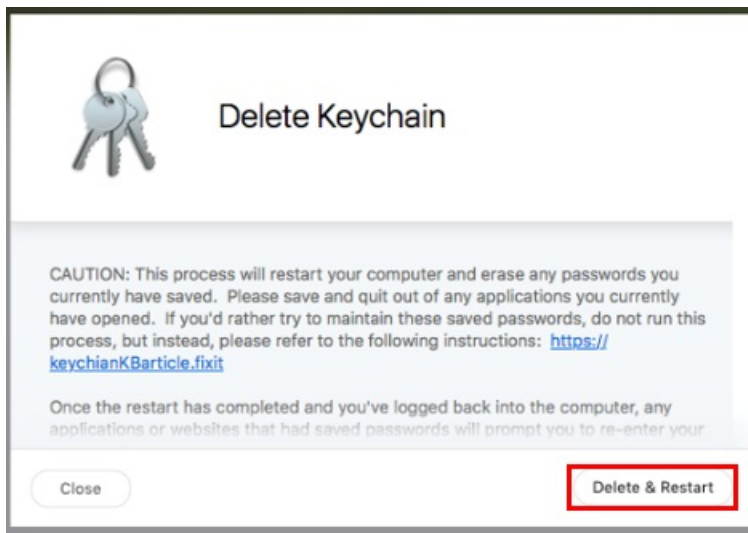 Delete Keychain
CAUTION: This process will restart your computer and erase any passwords you
currently have saved.  Please save and quit out of any applications you currently
have opened.  If you'd rather try to maintain these saved passwords, do not run this
process, but instead, please refer to the following instructions:  https://
keychianKBarticle.fixit
Once the restart has completed and you've logged back into the computer, any
applications or websites that had saved passwords will prompt you to re-enter your
Close
Delete & Restart